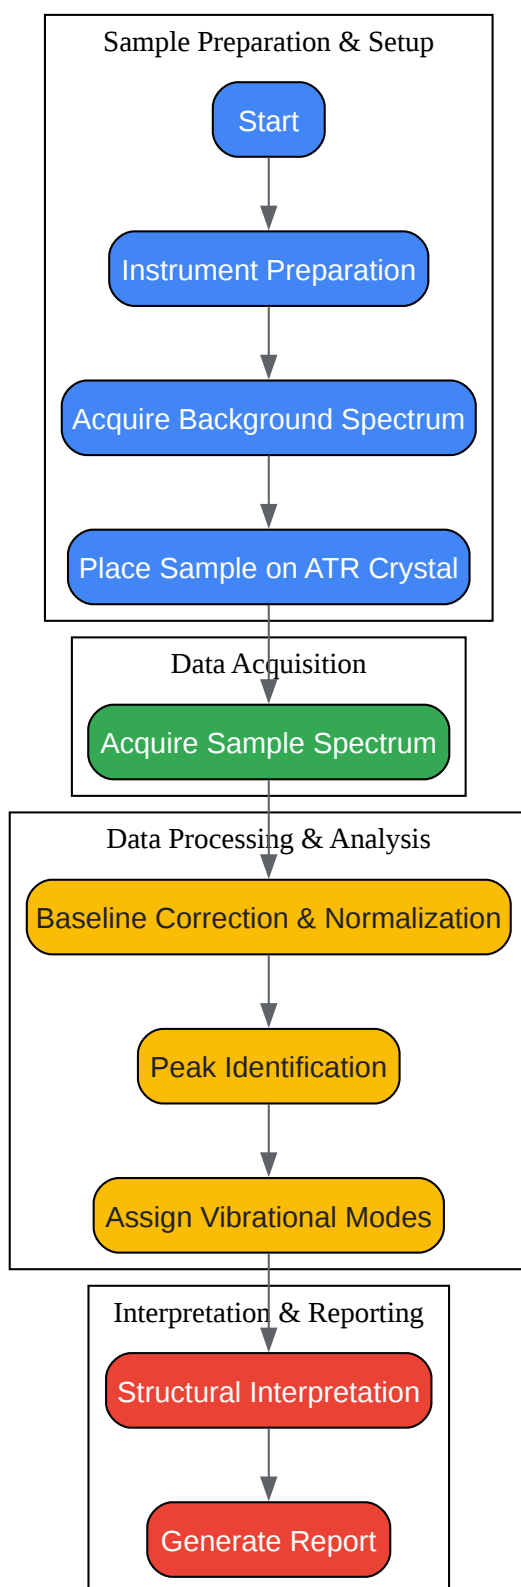 Sample Preparation & Setup
Start
Instrument Preparation
Acquire Background Spectrum
Place Sample on ATR Crystal
Data Acquisition
Acquire Sample Spectrum
Data Processing & Analysis
Baseline Correction & Normalization
Peak Identification
Assign Vibrational Modes
Interpretation & Reporting
Structural Interpretation
Generate Report